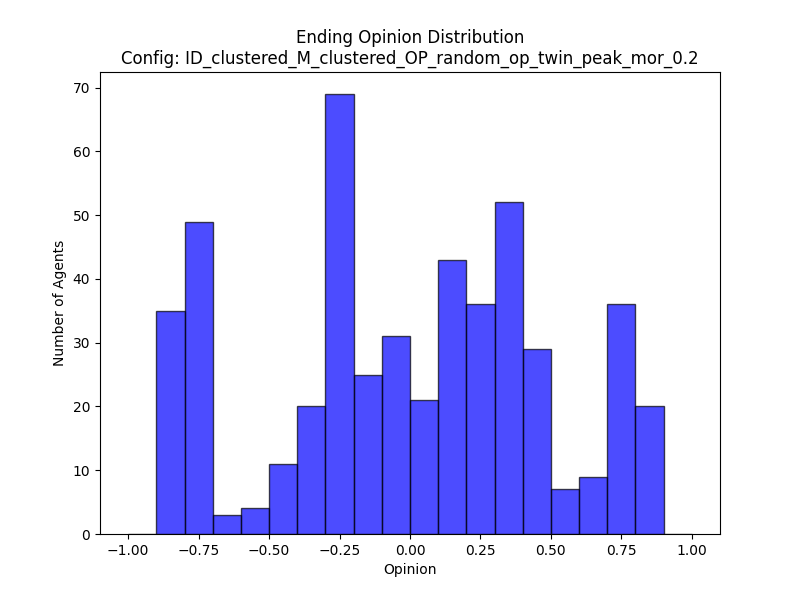 Ending Opinion Distribution
Config: ID_clustered_M_clustered_OP_random_op_twin_peak_mor_0.2
70
60
50
40
30
20
10
0
Number of Agents
−1.00 −0.75 −0.50 −0.25 0.00 0.25 0.50 0.75 1.00
Opinion